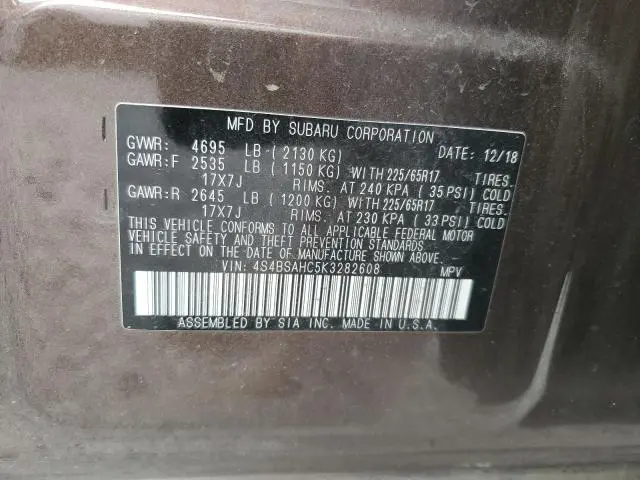 MFD BY SUBARU CORPORATION
GVWR: 4695 LB (2130 KG) DATE: 12/18
GAWR:F 2535 LB (1150 KG) WITH 225/65R17 TIRES.
17X7J RIMS. AT 240 KPA (35 PSI) COLD
GAWR:R 2645 LB (1200 KG) WITH 225/65R17 TIRES.
17X7J RIMS. AT 230 KPA (33 PSI) COLD
THIS VEHICLE CONFORMS TO ALL APPLICABLE FEDERAL MOTOR
VEHICLE SAFETY AND THEFT PREVENTION STANDARDS
IN EFFECT ON THE DATE OF MANUFACTURE SHOWN ABOVE.
VIN: 4S4BSAHC5K3282608 MPV
ASSEMBLED BY SIA INC. MADE IN U.S.A.